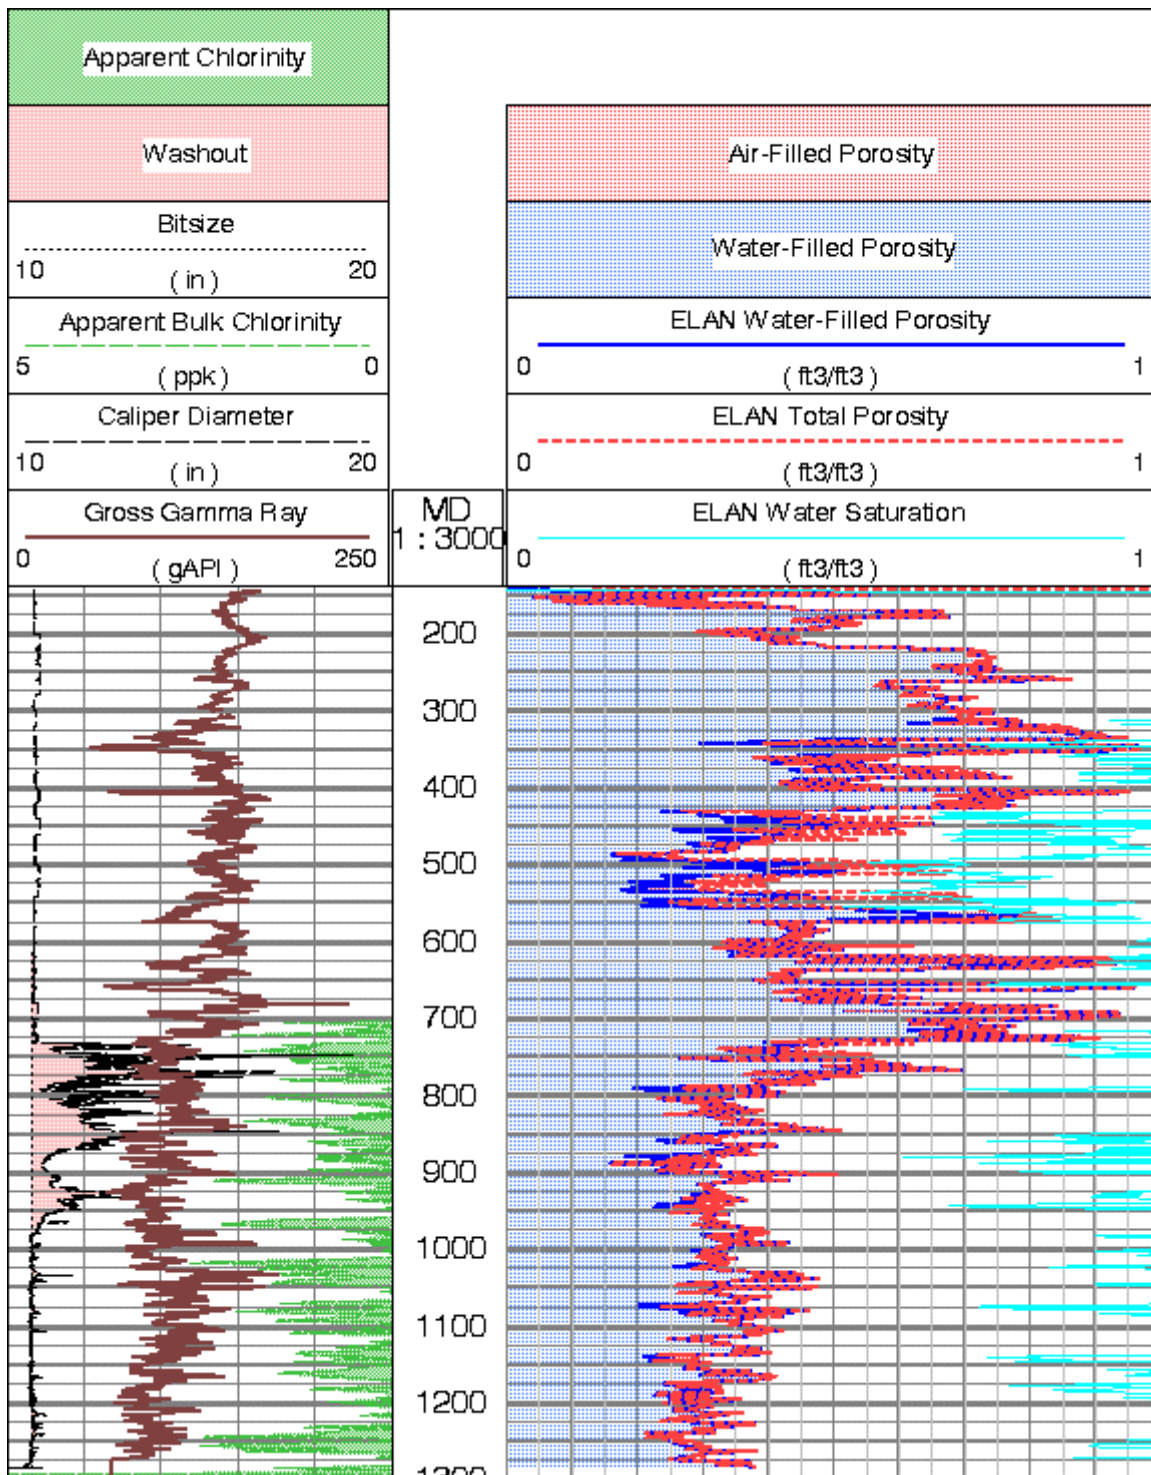 Apparent Chlorinity
Washout
Bitsize
10 20
( in )
Apparent Bulk Chlorinity
5 0
( ppk )
Caliper Diameter
10 20
( in )
Gross Gamma Ray
0 250
( gAPI )
MD
1 : 3000
Air-Filled Porosity
Water-Filled Porosity
ELAN Water-Filled Porosity
0 1
( ft3/ft3 )
ELAN Total Porosity
0 1
( ft3/ft3 )
ELAN Water Saturation
0 1
( ft3/ft3 )
200
300
400
500
600
700
800
900
1000
1100
1200
1300